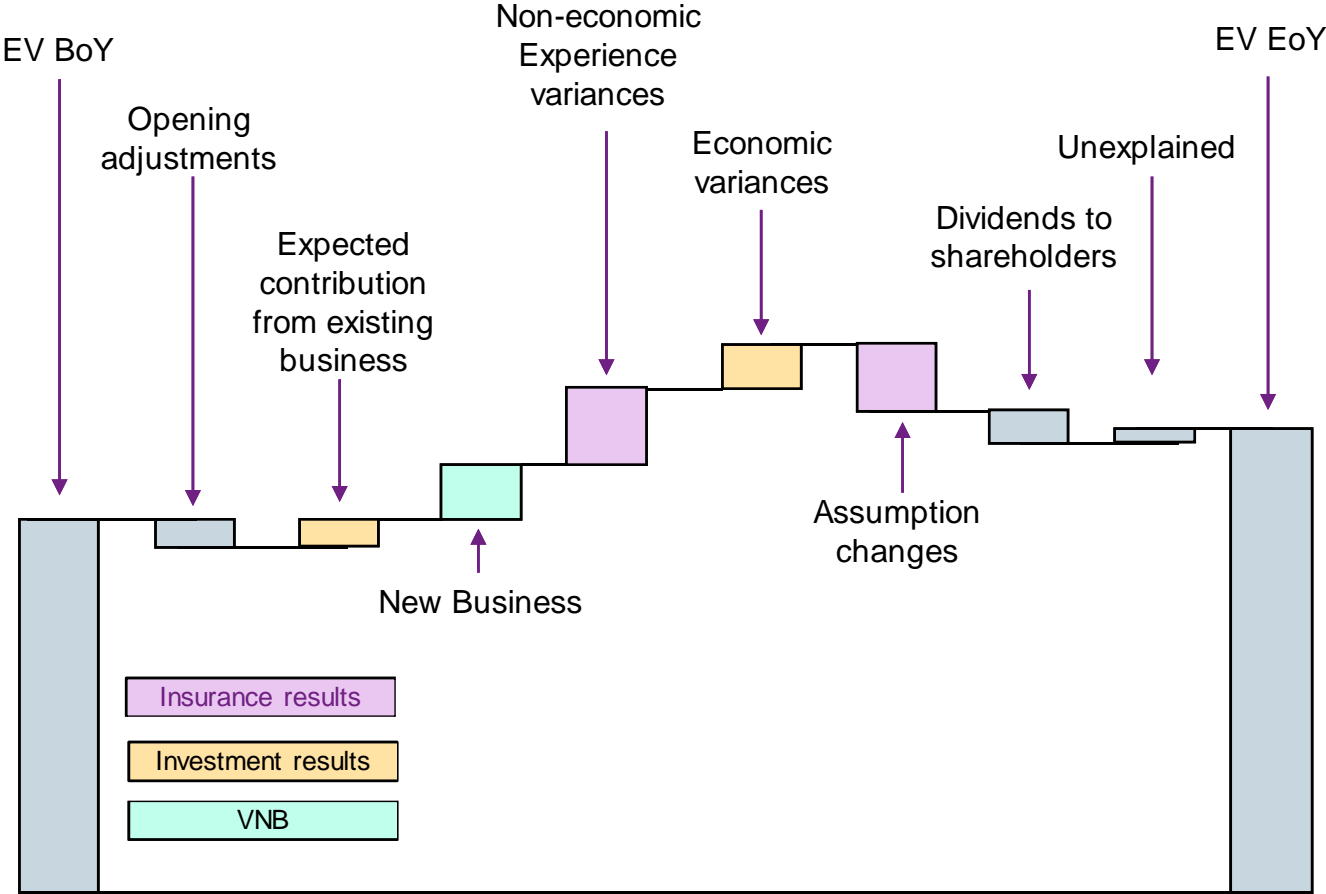 EV BoY
Opening
adjustments
Expected
contribution
from existing
business
New Business
Non-economic
Experience
variances
Economic
variances
Assumption
changes
Dividends to
shareholders
Unexplained
EV EoY
Insurance results
Investment results
VNB